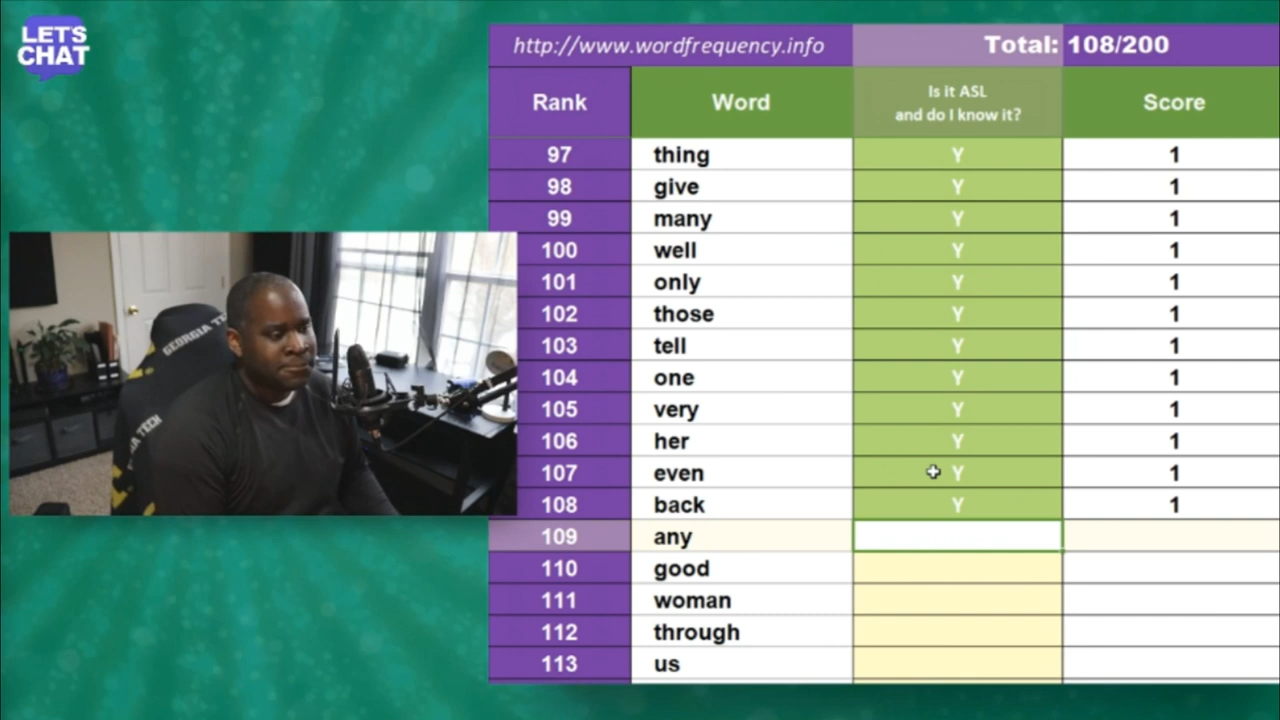 LET'S
CHAT
http://www.wordfrequency.info Total: 108/200
Rank Word Is it ASL and do I know it? Score
97 thing Y 1
98 give Y 1
99 many Y 1
100 well Y 1
101 only Y 1
102 those Y 1
103 tell Y 1
104 one Y 1
105 very Y 1
106 her Y 1
107 even Y 1
108 back Y 1
109 any
110 good
111 woman
112 through
113 us
GEORGIA TE
TECH